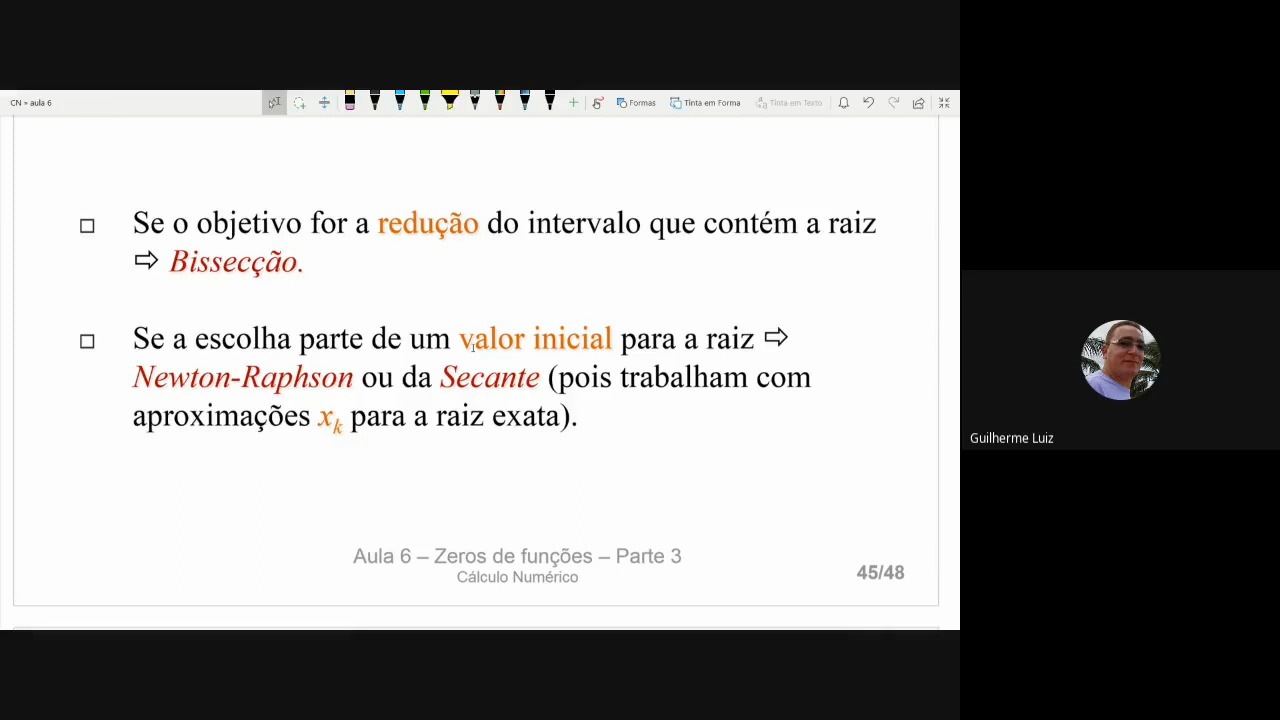 CN » aula 6
Formas
Tinta em Forma
Tinta em Texto
Se o objetivo for a redução do intervalo que contém a raiz
⇨ Bissecção.
Se a escolha parte de um valor inicial para a raiz ⇨
Newton-Raphson ou da Secante (pois trabalham com
aproximações xk para a raiz exata).
Aula 6 – Zeros de funções – Parte 3
Cálculo Numérico
45/48
Guilherme Luiz